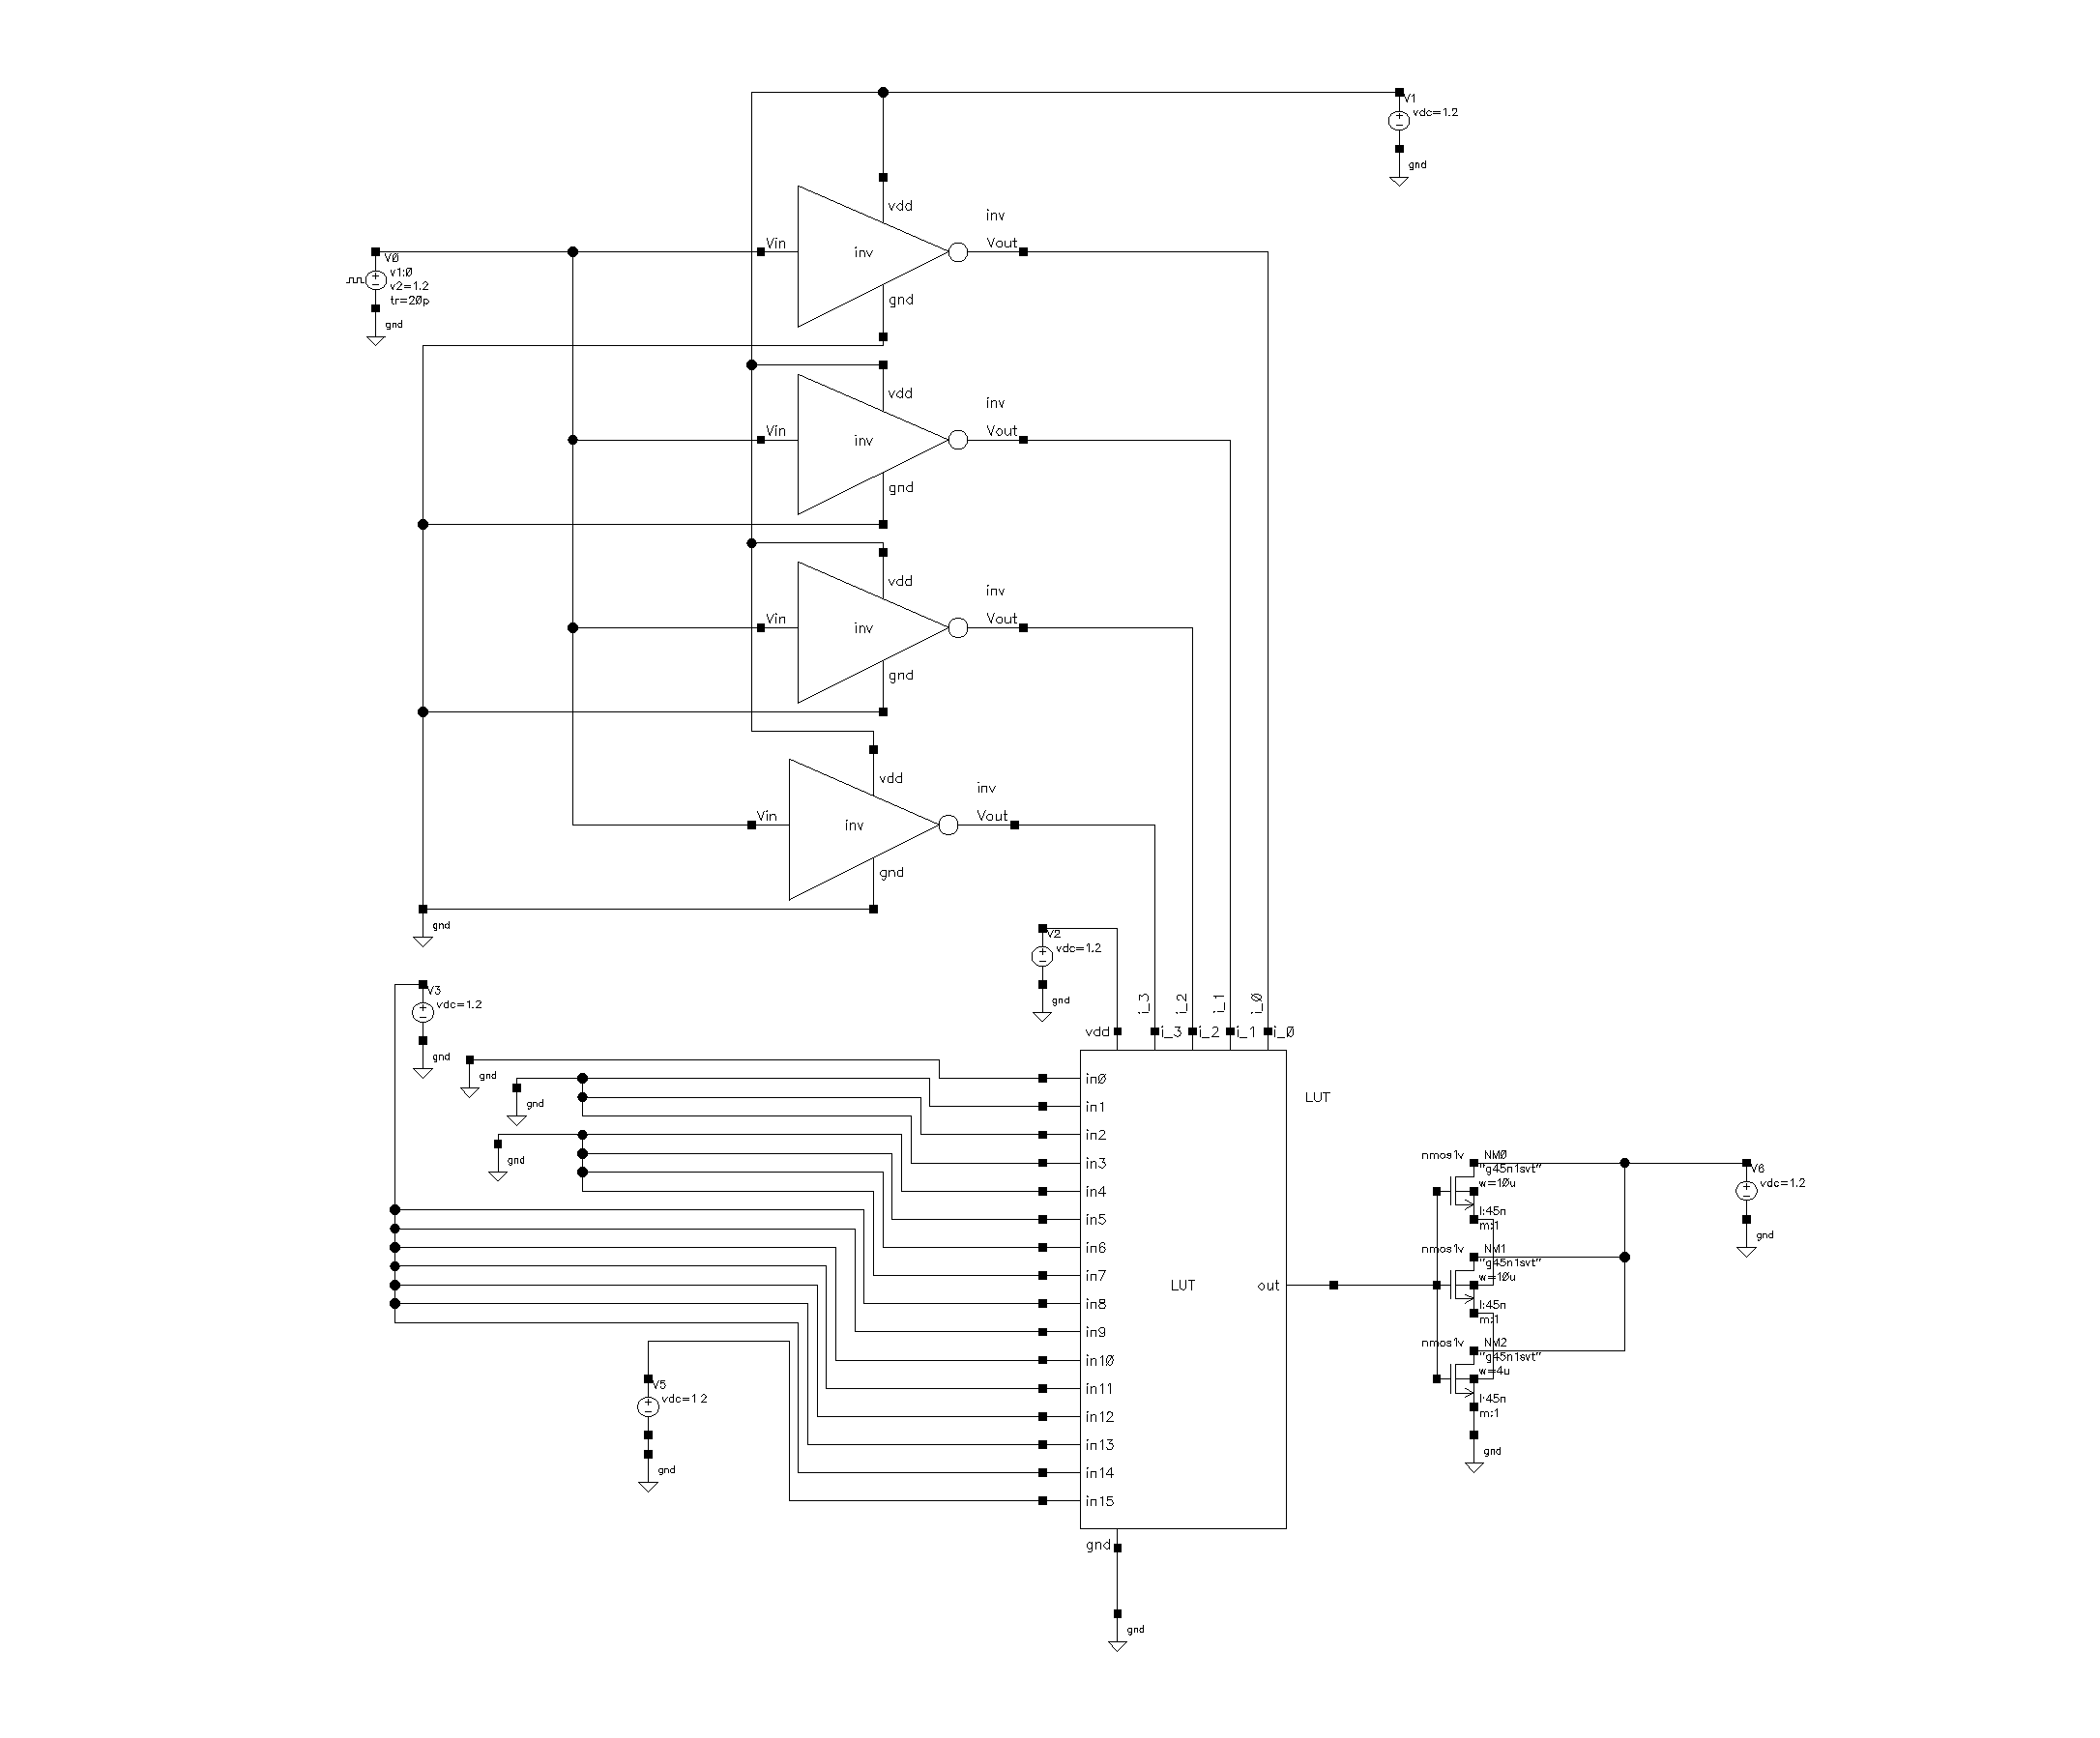 V1
vdc=1.2
gnd
vdd
inv
Vin
inv
Vout
gnd
V0
v1:0
v2=1.2
tr=20p
gnd
vdd
inv
Vin
inv
Vout
gnd
vdd
inv
Vin
inv
Vout
gnd
vdd
inv
Vin
inv
Vout
gnd
gnd
V2
vdc=1.2
gnd
V3
vdc=1.2
gnd
i_3
i_2
i_1
i_0
vdd
i_3
i_2
i_1
i_0
gnd
gnd
gnd
in0
in1
in2
in3
in4
in5
in6
in7
in8
in9
in10
in11
in12
in13
in14
in15
LUT
LUT
out
gnd
gnd
V5
vdc=1.2
gnd
nmos1v
NM0
"g45n1svt"
w=10u
l:45n
m:1
nmos1v
NM1
"g45n1svt"
w=10u
l:45n
m:1
nmos1v
NM2
"g45n1svt"
w=4u
l:45n
m:1
gnd
V6
vdc=1.2
gnd